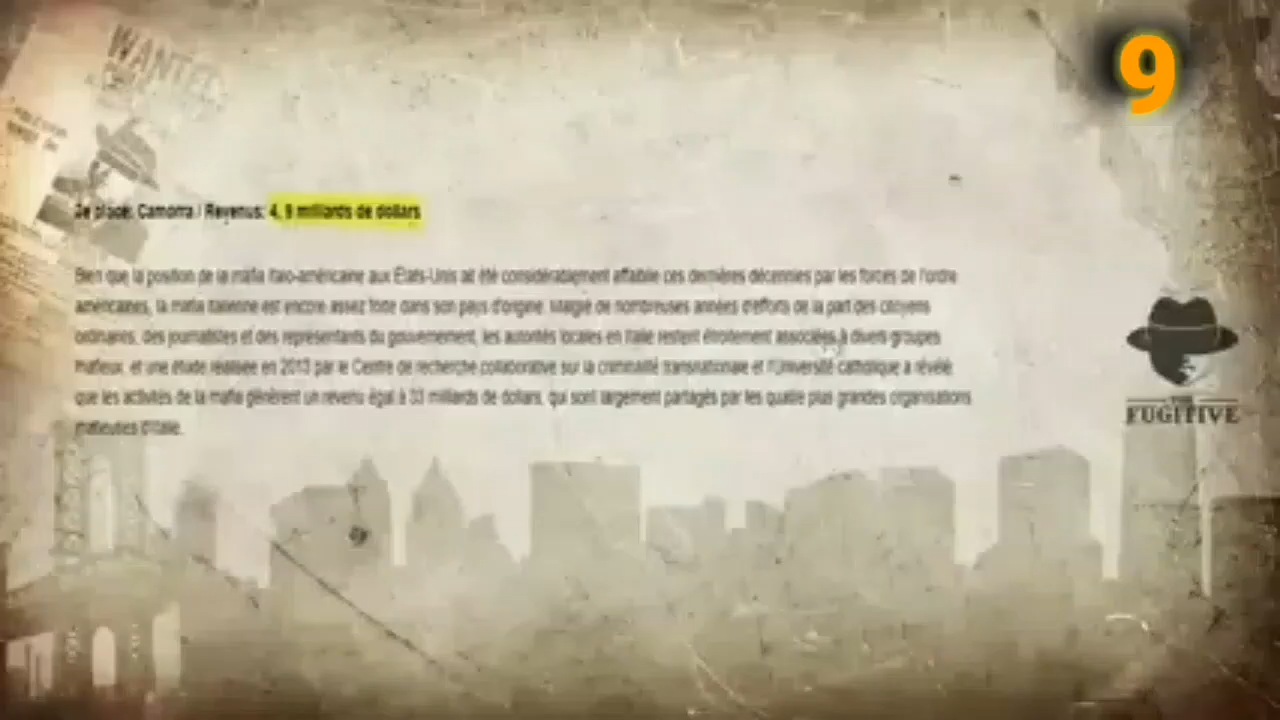 9
WANTED
3e place: Camorra / Revenus: 4, 9 milliards de dollars
Bien que la position de la mafia italo-américaine aux États-Unis ait été considérablement affaiblie ces dernières décennies par les forces de l'ordre
américaines, la mafia italienne est encore assez forte dans son pays d'origine. Malgré de nombreuses années d'efforts de la part des citoyens
ordinaires, des journalistes et des représentants du gouvernement, les autorités locales en Italie restent étroitement associées à divers groupes
mafieux, et une étude réalisée en 2013 par le Centre de recherche collaborative sur la criminalité transnationale et l'Université catholique a révélé
que les activités de la mafia génèrent un revenu égal à 33 milliards de dollars, qui sont largement partagés par les quatre plus grandes organisations
mafieuses d'Italie.
THE
FUGITIVE